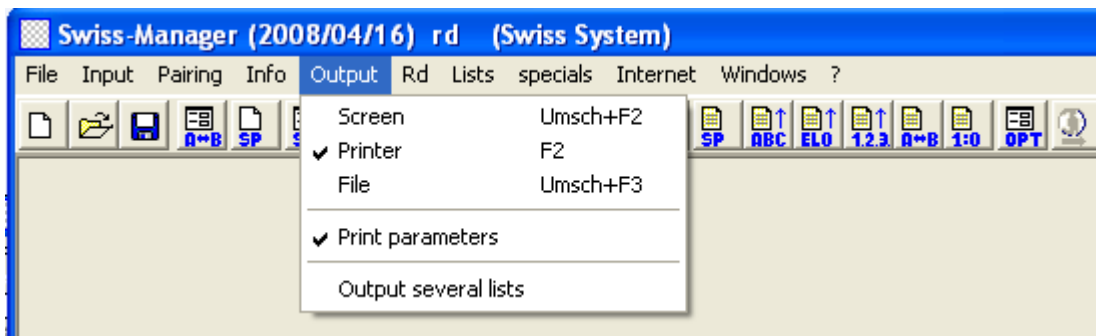 Swiss-Manager (2008/04/16) rd (Swiss System)
File Input Pairing Info Output Rd Lists specials Internet Windows ?
A↔B SP SP ABC ELO 1.2.3. A↔B 1:0 OPT
Screen Umsch+F2
✓ Printer F2
File Umsch+F3
✓ Print parameters
Output several lists